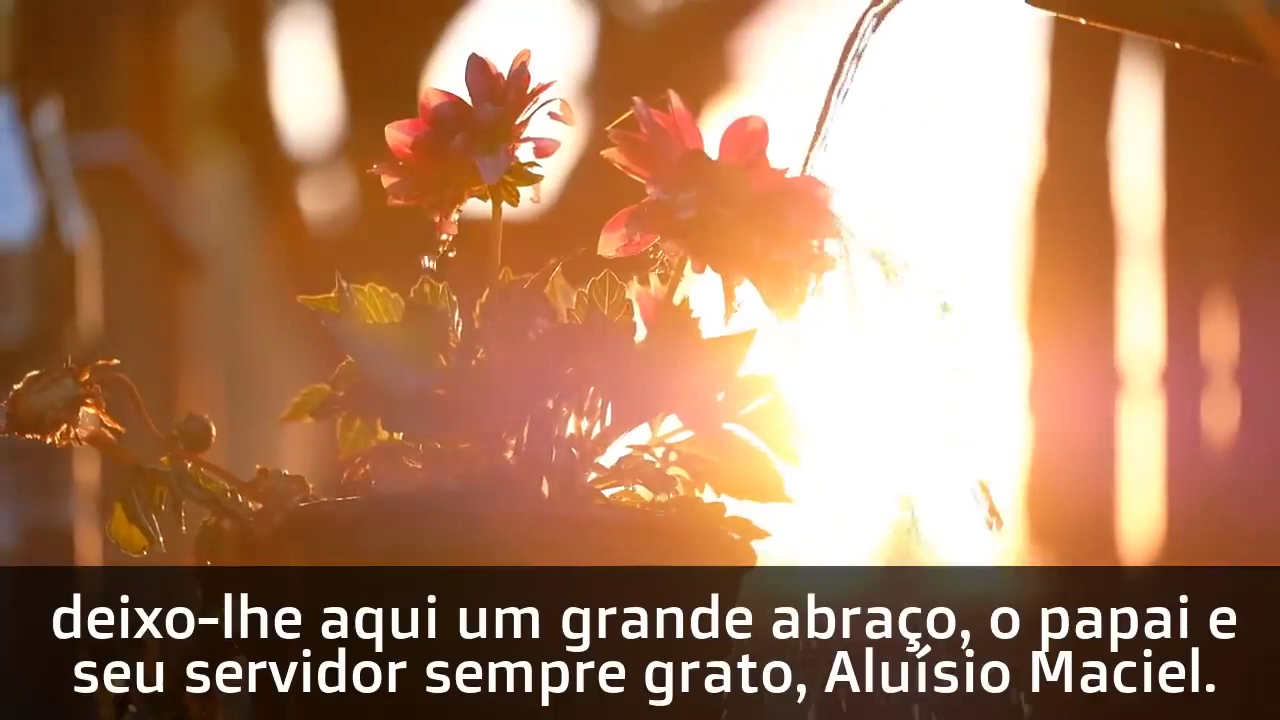 deixo-lhe aqui um grande abraço, o papai e
seu servidor sempre grato, Aluísio Maciel.